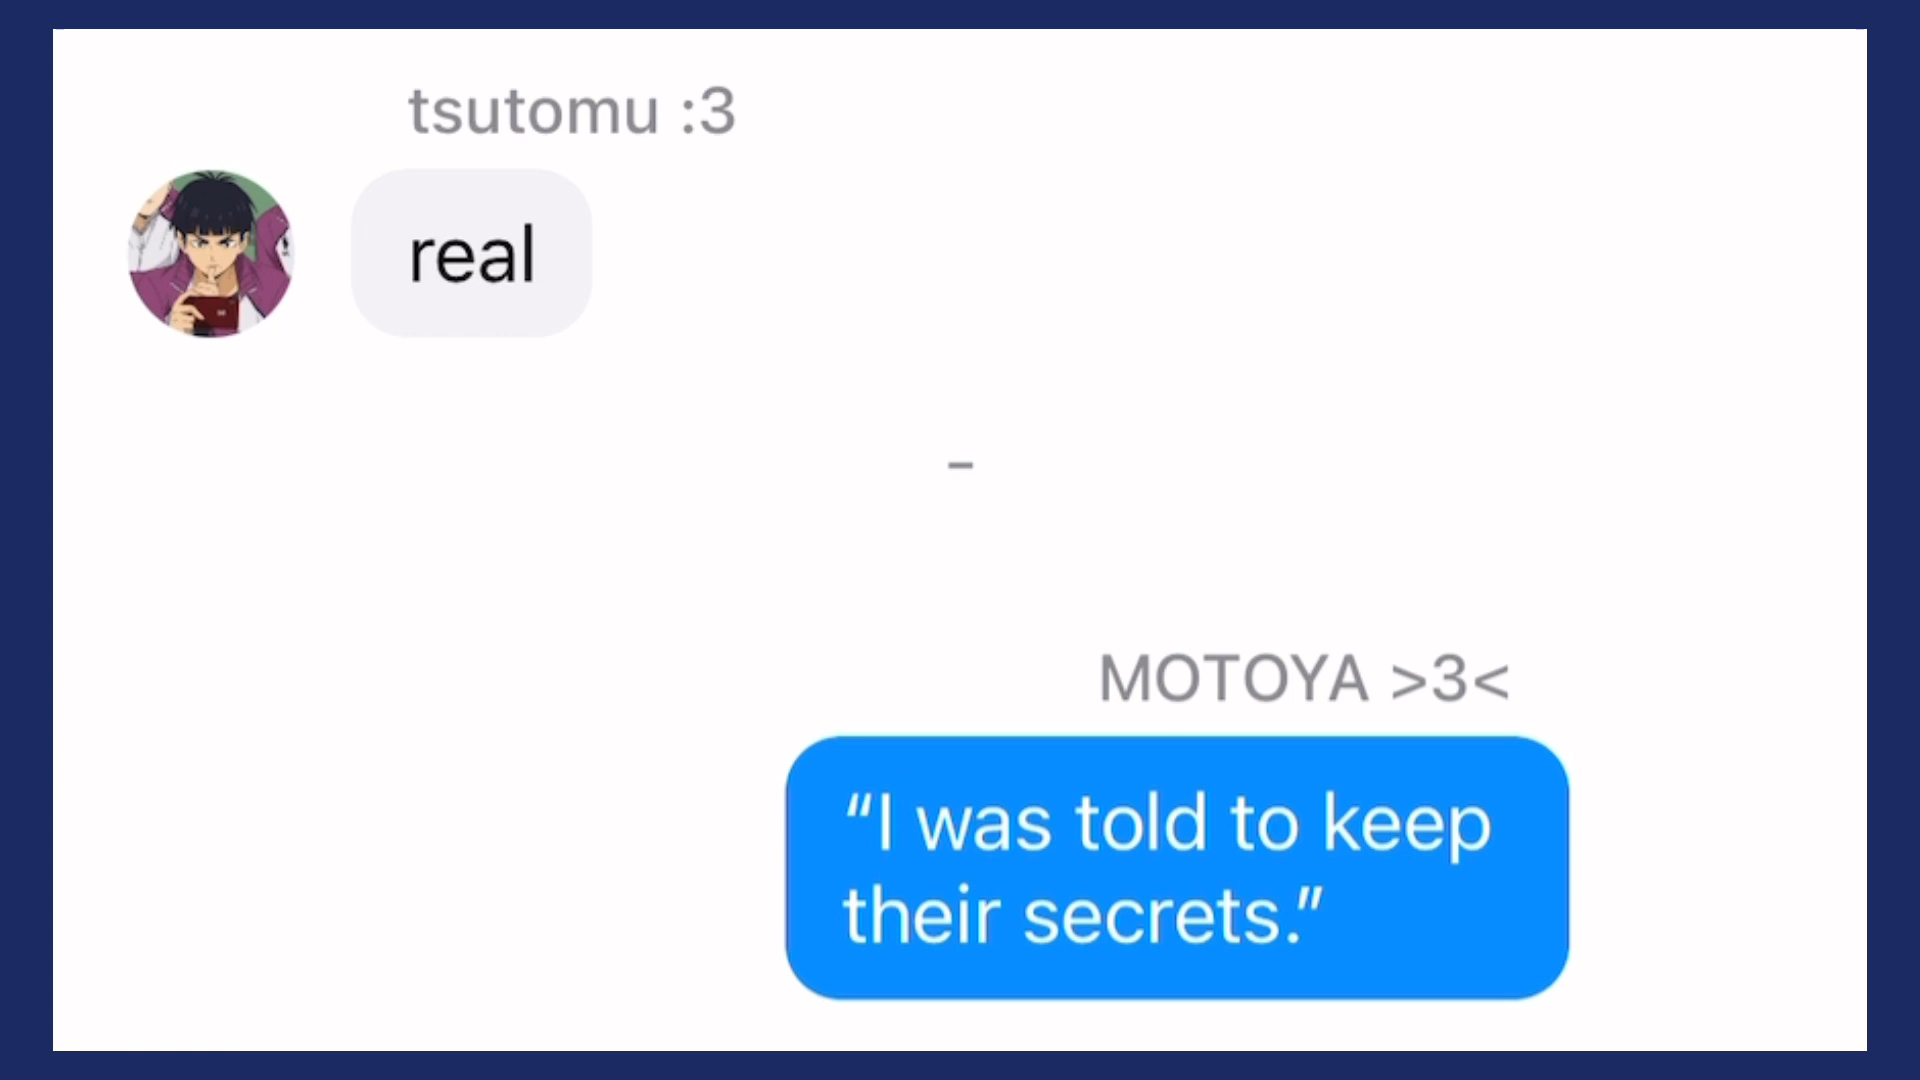 tsutomu :3
real
-
MOTOYA >3<
“I was told to keep
their secrets.”